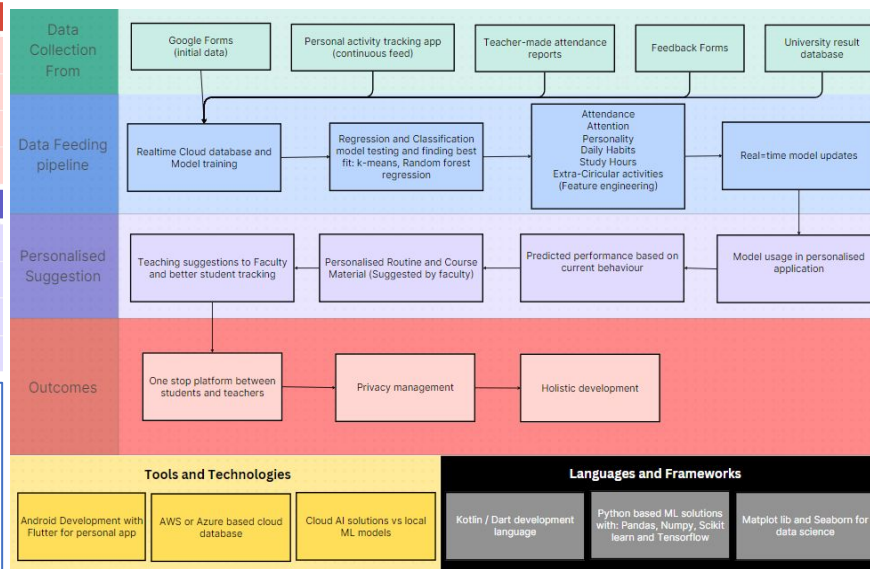 Data
Collection
From
Google Forms
(initial data)
Personal activity tracking app
(continuous feed)
Teacher-made attendance
reports
Feedback Forms
University result
database
Data Feeding
pipeline
Realtime Cloud database and
Model training
Regression and Classification
model testing and finding best
fit: k-means, Random forest
regression
Attendance
Attention
Personality
Daily Habits
Study Hours
Extra-Ciricular activities
(Feature engineering)
Real=time model updates
Personalised
Suggestion
Teaching suggestions to Faculty
and better student tracking
Personalised Routine and Course
Material (Suggested by faculty)
Predicted performance based on
current behaviour
Model usage in personalised
application
Outcomes
One stop platform between
students and teachers
Privacy management
Holistic development
Tools and Technologies
Android Development with
Flutter for personal app
AWS or Azure based cloud
database
Cloud AI solutions vs local
ML models
Languages and Frameworks
Kotlin / Dart development
language
Python based ML solutions
with: Pandas, Numpy, Scikit
learn and Tensorflow
Matplot lib and Seaborn for
data science